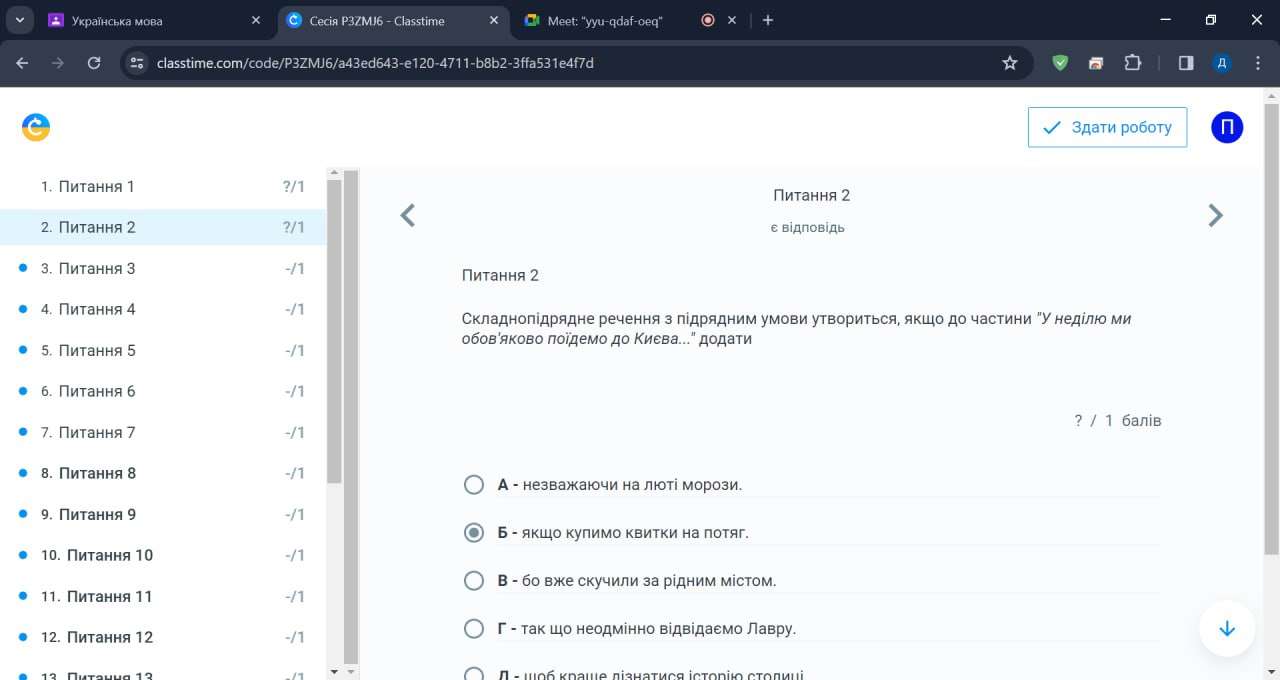 Українська мова
Сесія P3ZMJ6 - Classtime
Meet: "yyu-qdaf-oeq"
classtime.com/code/P3ZMJ6/a43ed643-e120-4711-b8b2-3ffa531e4f7d
Д
Здати роботу
П
1. Питання 1 ?/1
2. Питання 2 ?/1
3. Питання 3 -/1
4. Питання 4 -/1
5. Питання 5 -/1
6. Питання 6 -/1
7. Питання 7 -/1
8. Питання 8 -/1
9. Питання 9 -/1
10. Питання 10 -/1
11. Питання 11 -/1
12. Питання 12 -/1
13. Питання 13 -/1
Питання 2
є відповідь
Питання 2
Складнопідрядне речення з підрядним умови утвориться, якщо до частини "У неділю ми
обов'яково поїдемо до Києва..." додати
? / 1 балів
А - незважаючи на люті морози.
Б - якщо купимо квитки на потяг.
В - бо вже скучили за рідним містом.
Г - так що неодмінно відвідаємо Лавру.
Д - щоб краще дізнатися історію столиці